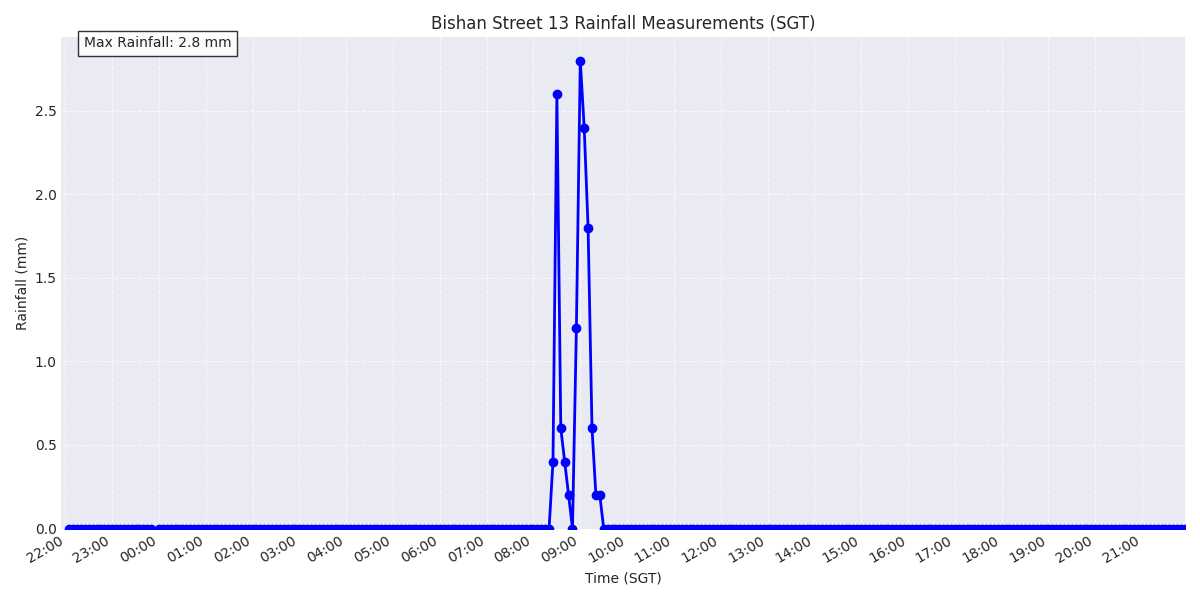 Bishan Street 13 Rainfall Measurements (SGT)
Max Rainfall: 2.8 mm
Rainfall (mm)
2.5
2.0
1.5
1.0
0.5
0.0
22:00 23:00 00:00 01:00 02:00 03:00 04:00 05:00 06:00 07:00 08:00 09:00 10:00 11:00 12:00 13:00 14:00 15:00 16:00 17:00 18:00 19:00 20:00 21:00
Time (SGT)